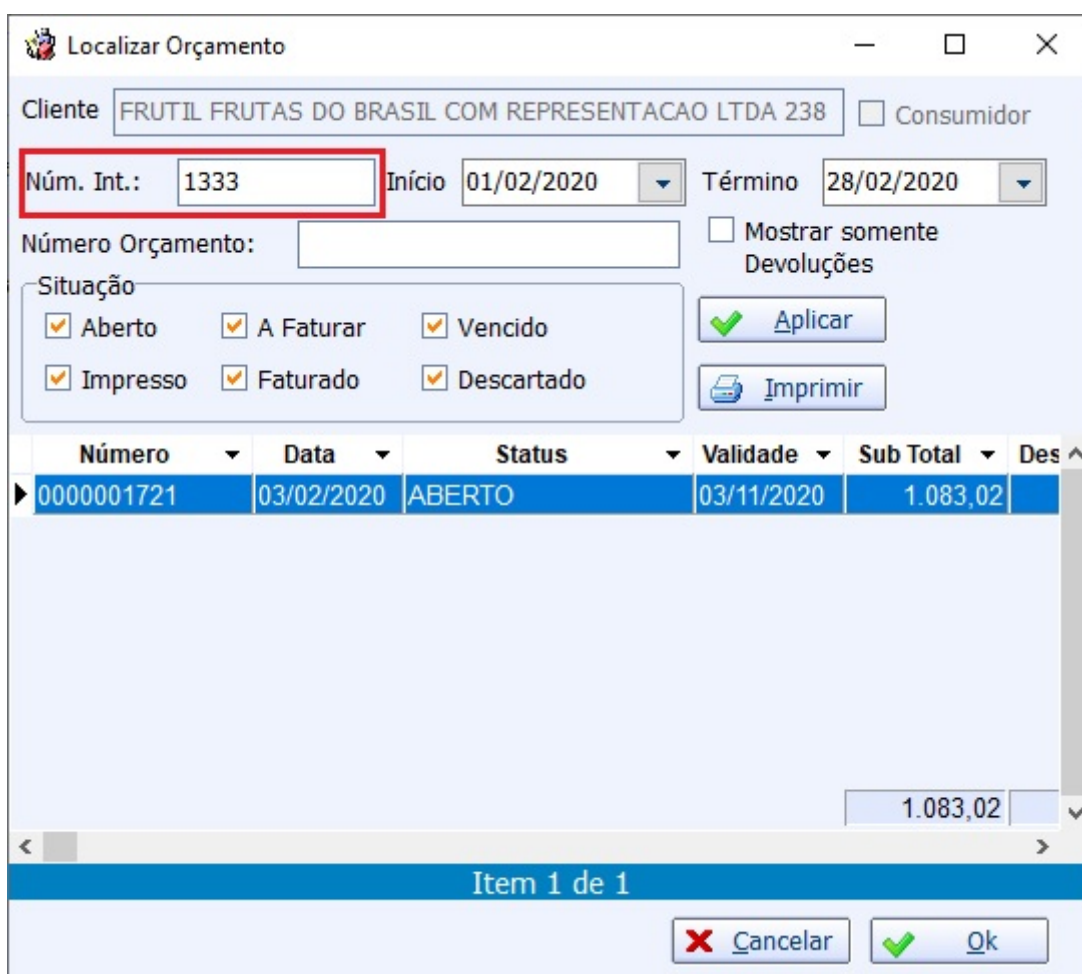 Localizar Orçamento
Cliente FRUTIL FRUTAS DO BRASIL COM REPRESENTACAO LTDA 238 Consumidor
Núm. Int.: 1333 Início 01/02/2020 Término 28/02/2020
Número Orçamento: Mostrar somente
Devoluções
Situação
Aberto A Faturar Vencido Aplicar
Impresso Faturado Descartado Imprimir
Número Data Status Validade Sub Total Des
0000001721 03/02/2020 ABERTO 03/11/2020 1.083,02
1.083,02
Item 1 de 1
Cancelar Ok